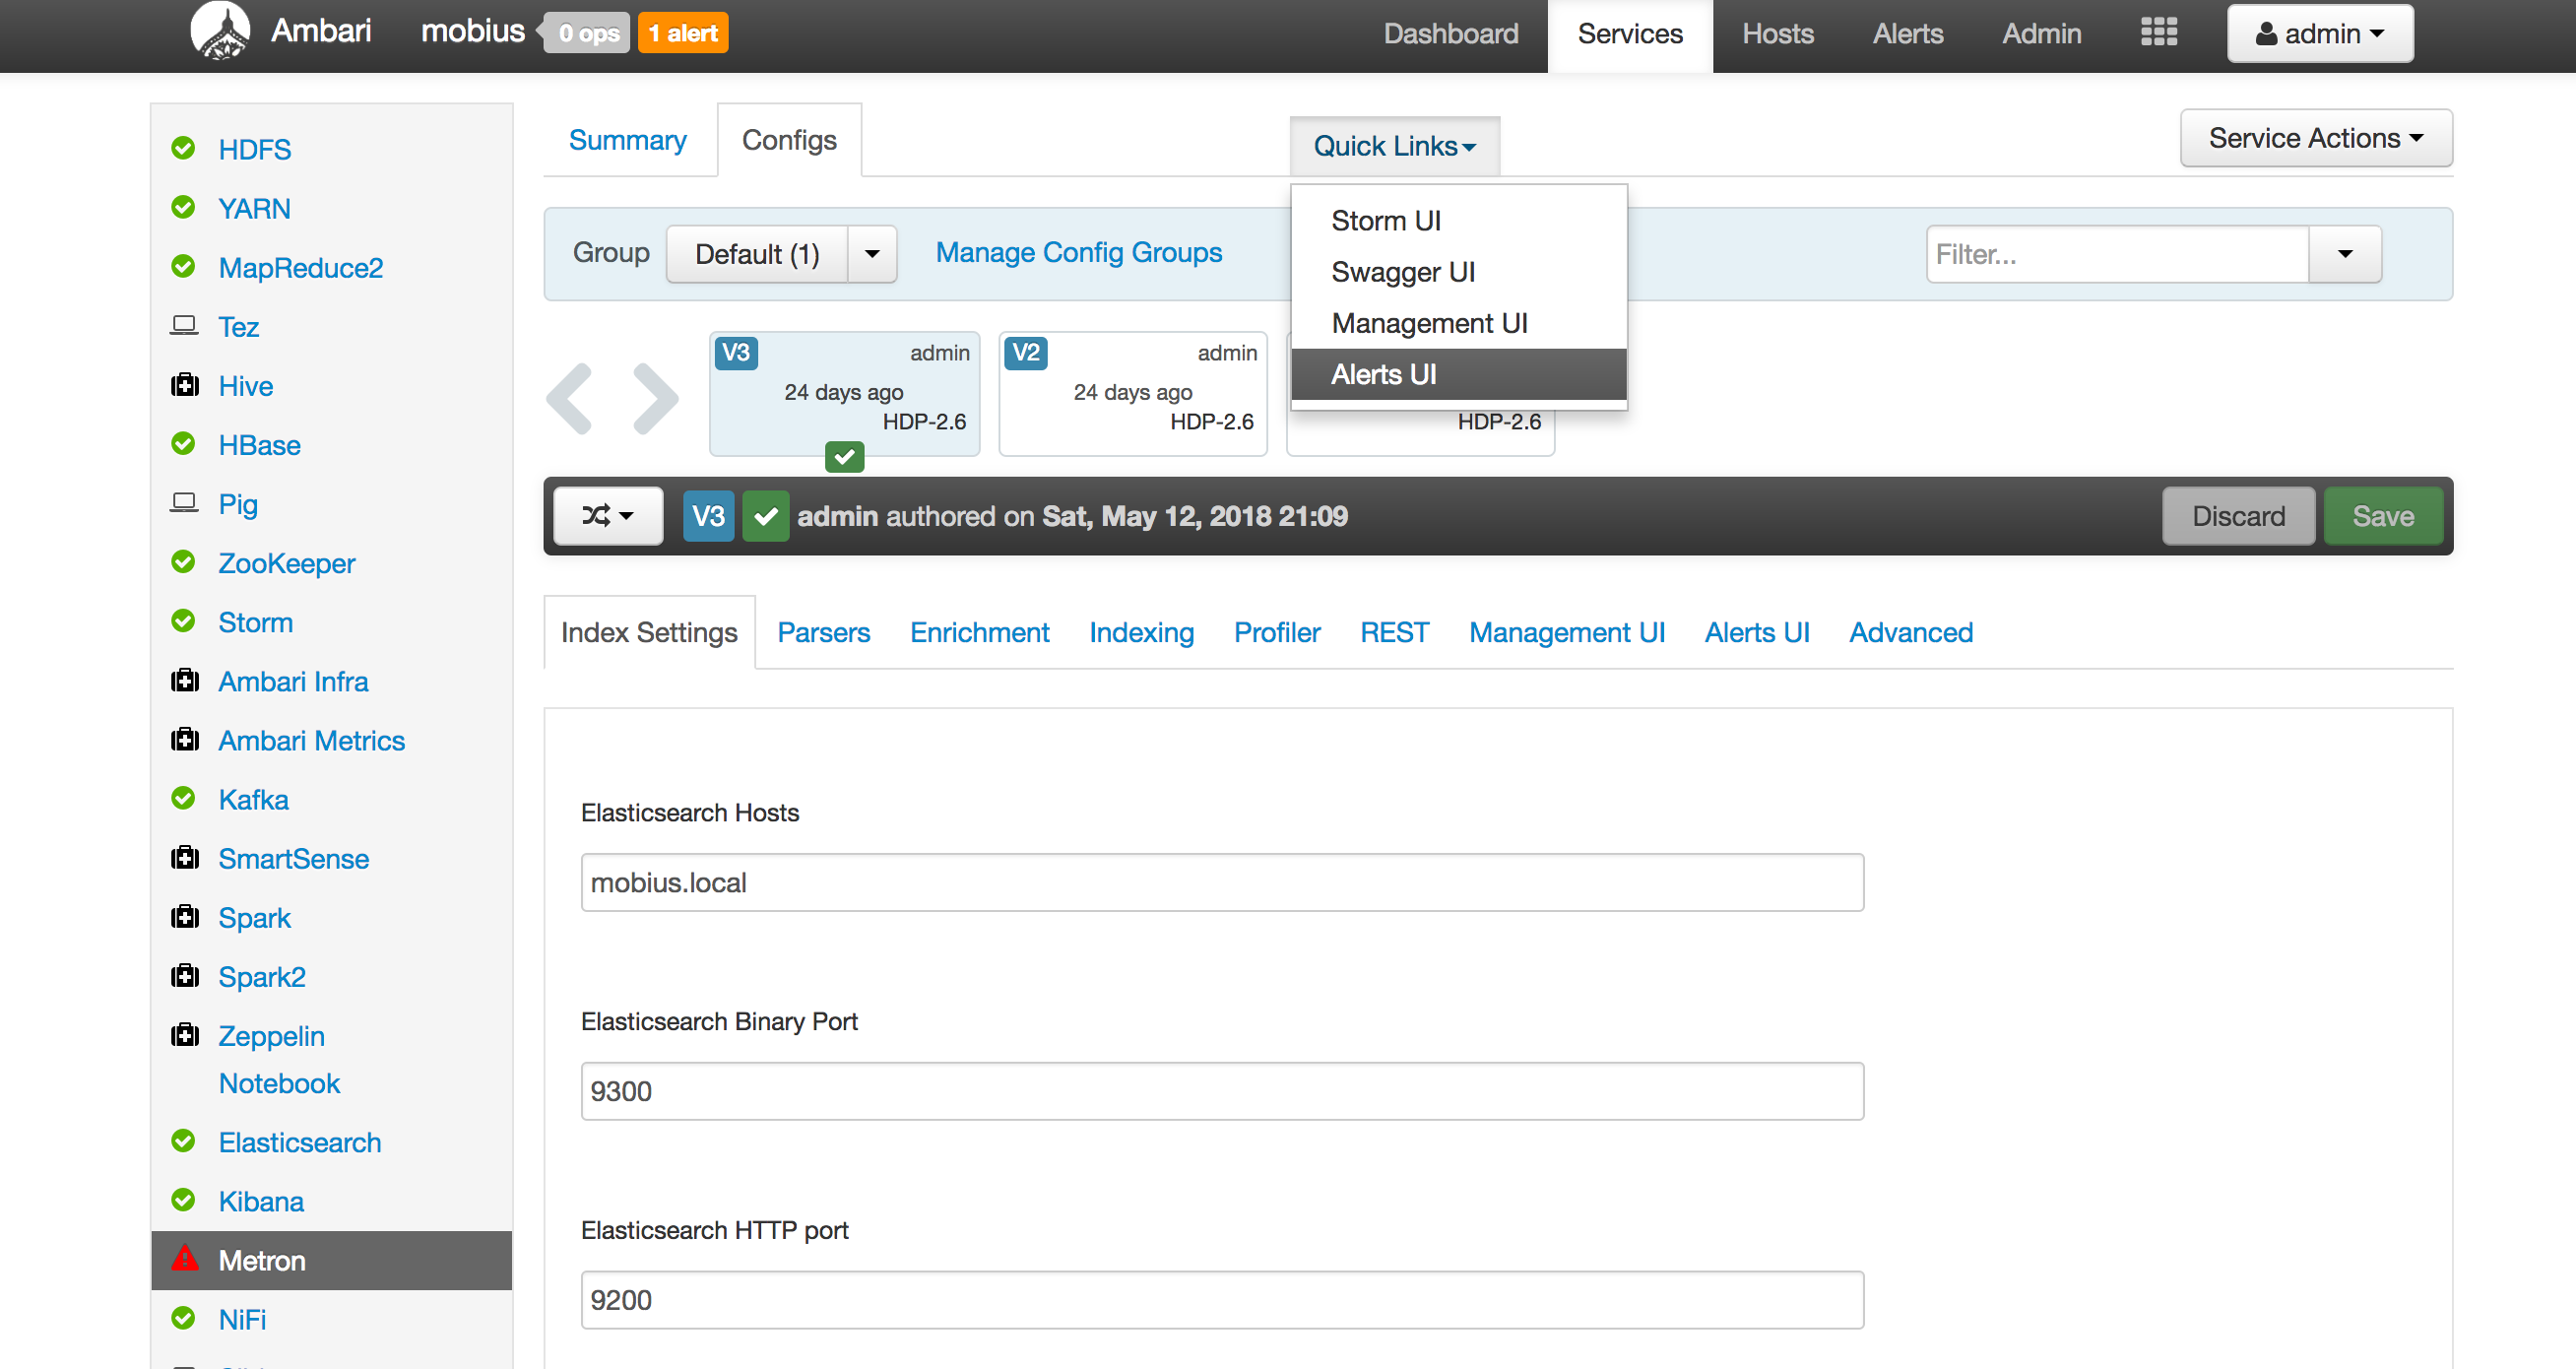 Ambari mobius 0 ops 1 alert Dashboard Services Hosts Alerts Admin admin
HDFS
YARN
MapReduce2
Tez
Hive
HBase
Pig
ZooKeeper
Storm
Ambari Infra
Ambari Metrics
Kafka
SmartSense
Spark
Spark2
Zeppelin
Notebook
Elasticsearch
Kibana
Metron
NiFi
Summary Configs Quick Links Service Actions
Storm UI
Swagger UI
Management UI
Alerts UI
Group Default (1) Manage Config Groups Filter...
V3 admin
24 days ago
HDP-2.6
V2 admin
24 days ago
HDP-2.6
HDP-2.6
V3 admin authored on Sat, May 12, 2018 21:09 Discard Save
Index Settings Parsers Enrichment Indexing Profiler REST Management UI Alerts UI Advanced
Elasticsearch Hosts
mobius.local
Elasticsearch Binary Port
9300
Elasticsearch HTTP port
9200